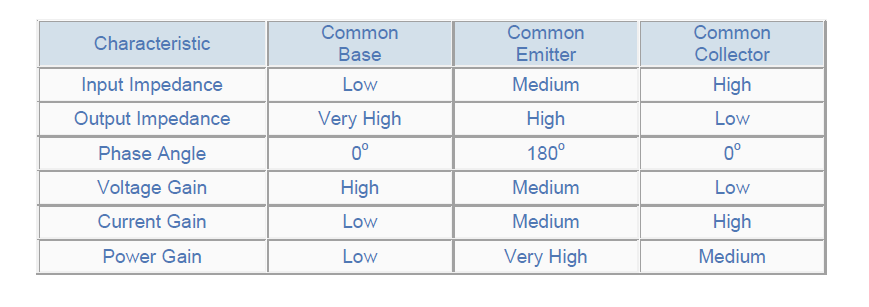 Characteristic Common Base Common Emitter Common Collector
Input Impedance Low Medium High
Output Impedance Very High High Low
Phase Angle 0° 180° 0°
Voltage Gain High Medium Low
Current Gain Low Medium High
Power Gain Low Very High Medium